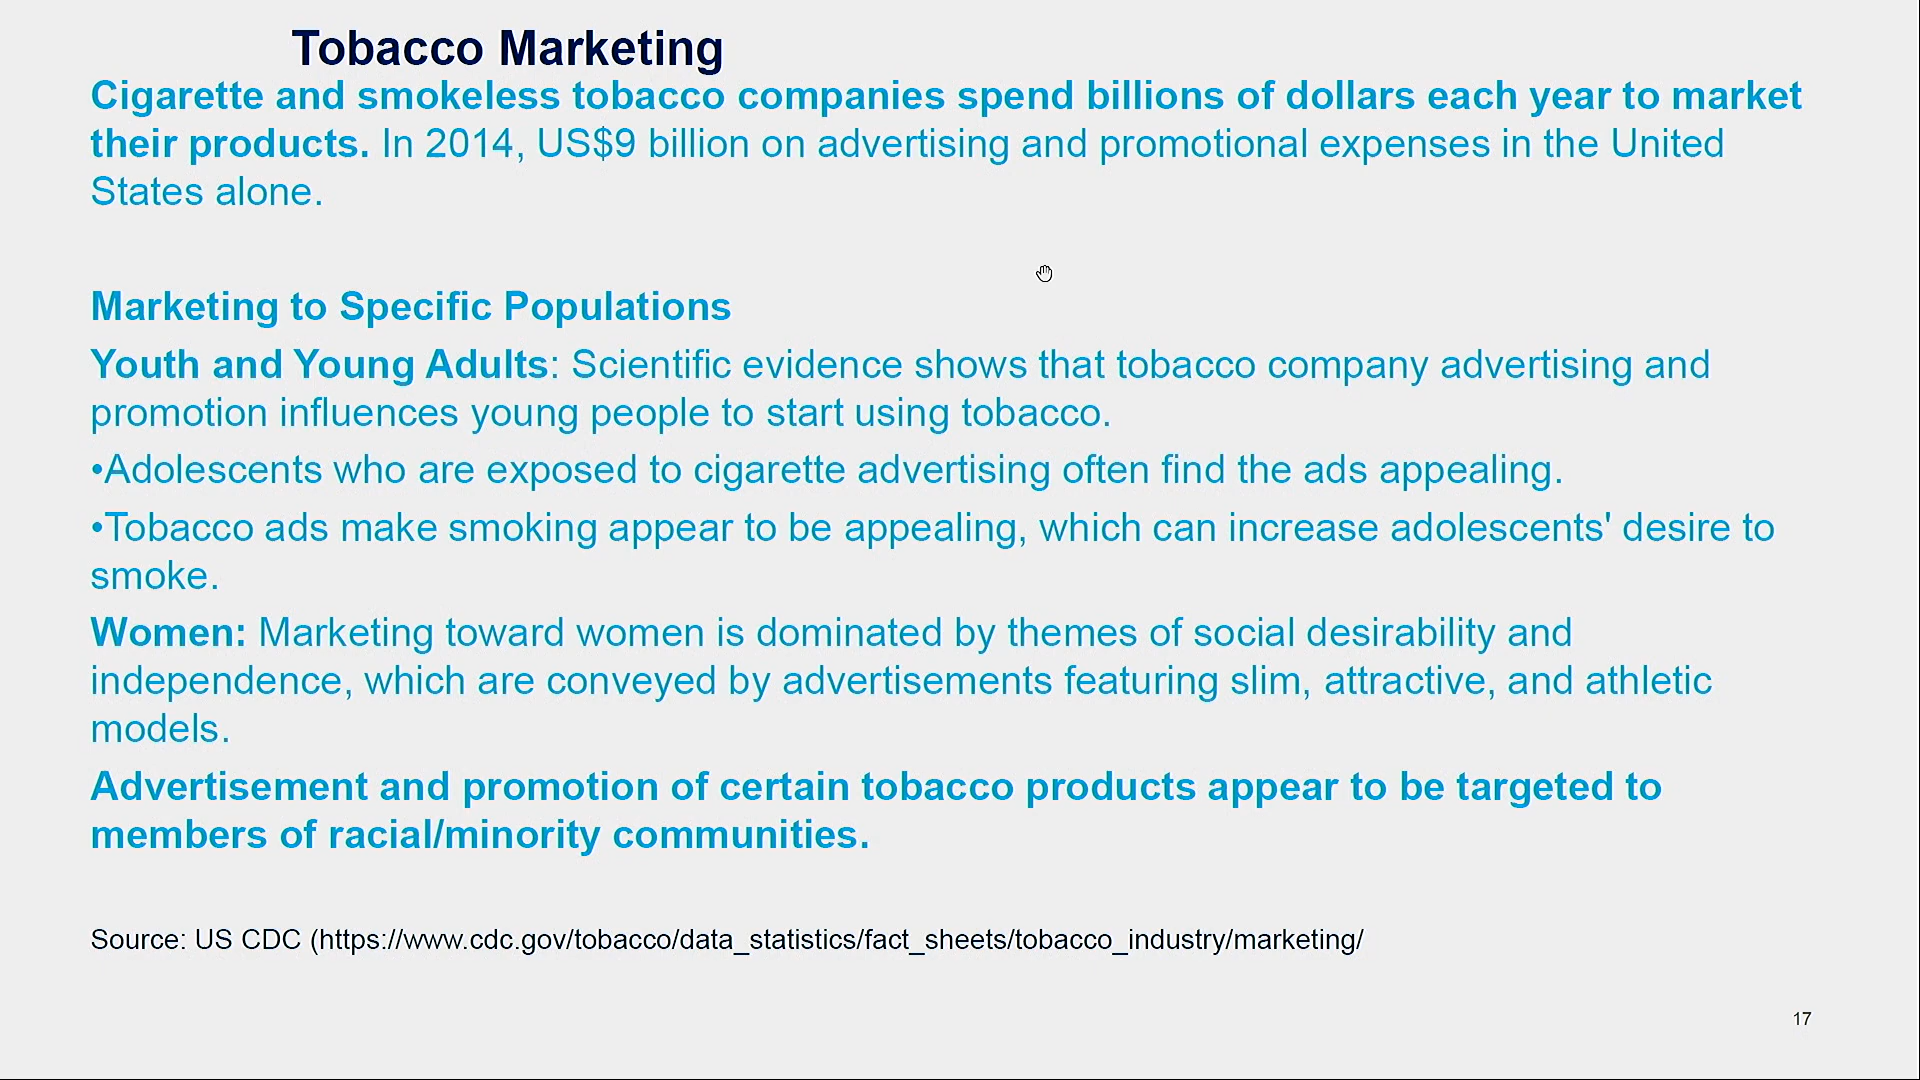 Tobacco Marketing
Cigarette and smokeless tobacco companies spend billions of dollars each year to market
their products. In 2014, US$9 billion on advertising and promotional expenses in the United
States alone.
Marketing to Specific Populations
Youth and Young Adults: Scientific evidence shows that tobacco company advertising and
promotion influences young people to start using tobacco.
•Adolescents who are exposed to cigarette advertising often find the ads appealing.
•Tobacco ads make smoking appear to be appealing, which can increase adolescents' desire to
smoke.
Women: Marketing toward women is dominated by themes of social desirability and
independence, which are conveyed by advertisements featuring slim, attractive, and athletic
models.
Advertisement and promotion of certain tobacco products appear to be targeted to
members of racial/minority communities.
Source: US CDC (https://www.cdc.gov/tobacco/data_statistics/fact_sheets/tobacco_industry/marketing/
17